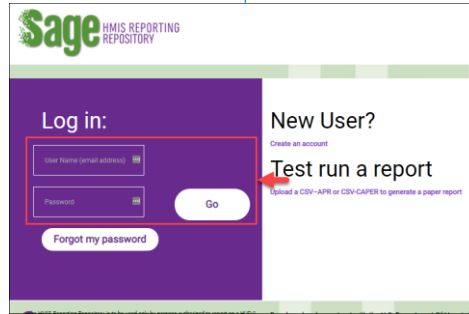 Sage HMIS REPORTING
REPOSITORY
Log in:
User Name (email address)
Password
Go
Forgot my password
New User?
Create an account
Test run a report
Upload a CSV-APR or CSV-CAPER to generate a paper report